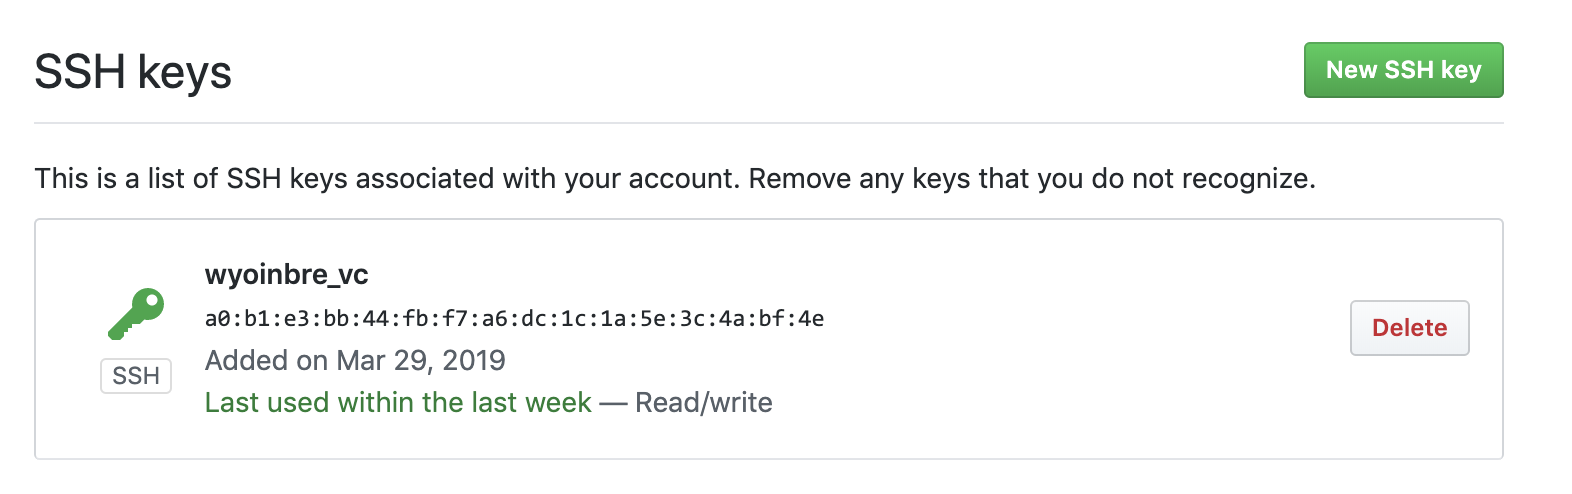 SSH keys
New SSH key
This is a list of SSH keys associated with your account. Remove any keys that you do not recognize.
wyoinbre_vc
a0:b1:e3:bb:44:fb:f7:a6:dc:1c:1a:5e:3c:4a:bf:4e
Added on Mar 29, 2019
Last used within the last week — Read/write
SSH
Delete